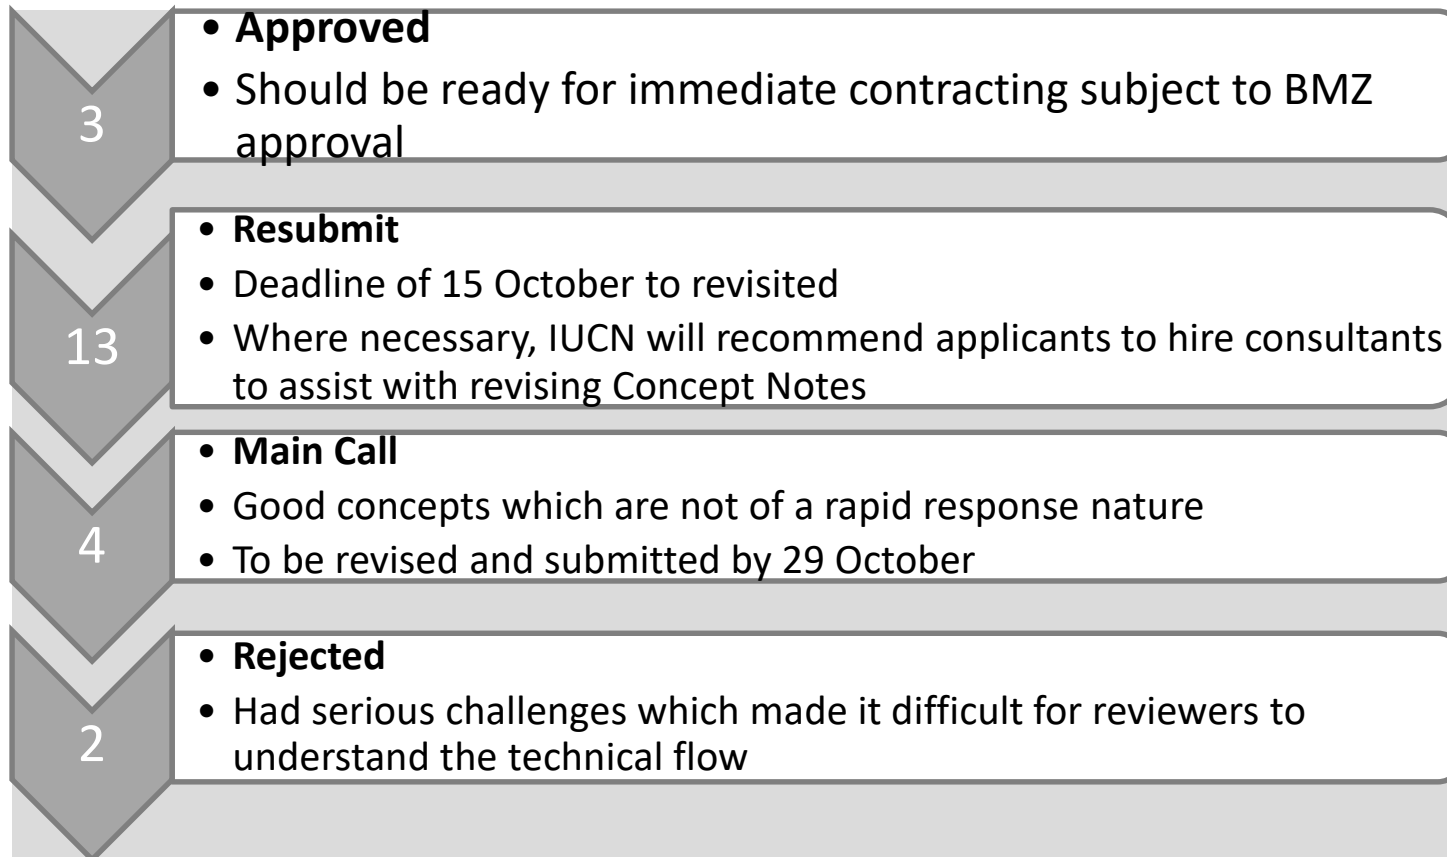 3
• Approved
• Should be ready for immediate contracting subject to BMZ
approval
13
• Resubmit
• Deadline of 15 October to revisited
• Where necessary, IUCN will recommend applicants to hire consultants
to assist with revising Concept Notes
4
• Main Call
• Good concepts which are not of a rapid response nature
• To be revised and submitted by 29 October
2
• Rejected
• Had serious challenges which made it difficult for reviewers to
understand the technical flow